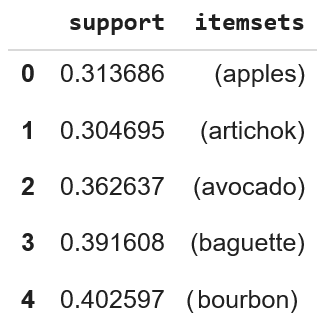 support itemsets
0 0.313686 (apples)
1 0.304695 (artichok)
2 0.362637 (avocado)
3 0.391608 (baguette)
4 0.402597 (bourbon)